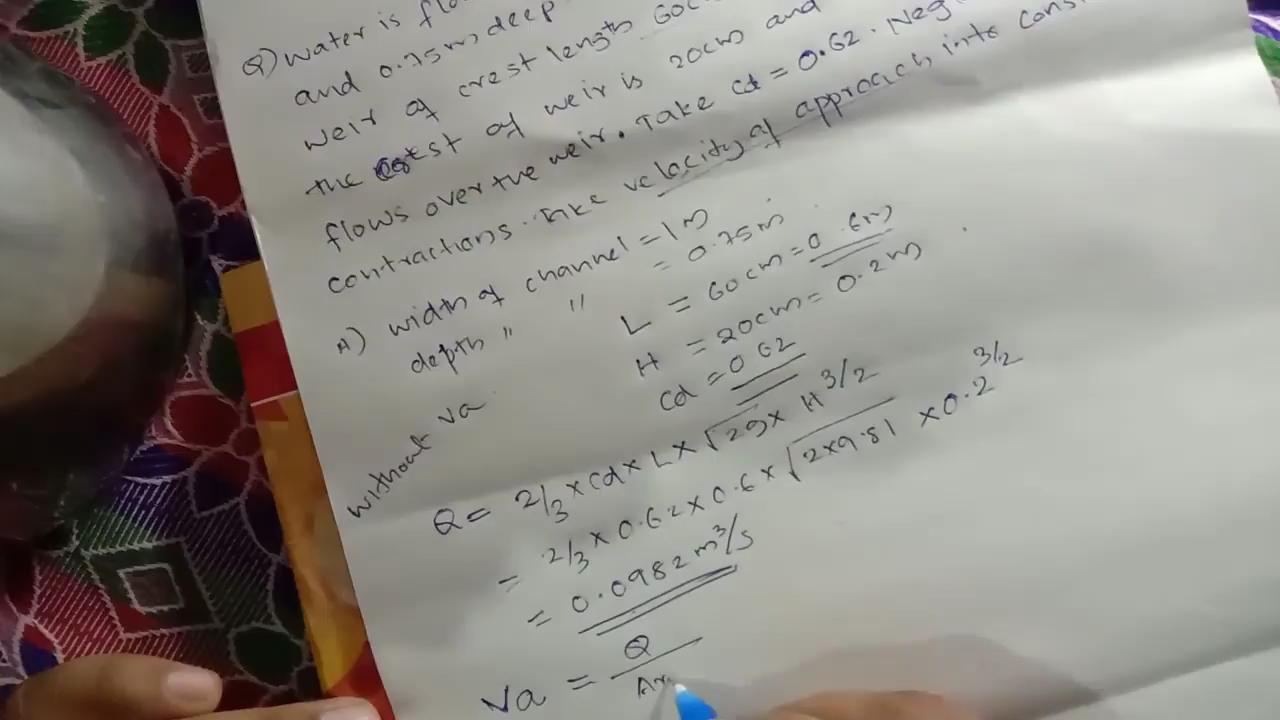 Q) Water is
and 0.75m deep
weir of crest length 60c
the crest of weir is 20cm and
flows over the weir. Take Cd = 0.62. Neg
contractions. Take velocity of approach into cons
A) width of channel = 1m
depth " " = 0.75m
L = 60cm = 0.6m
H = 20cm = 0.2m
Cd = 0.62
without Va
Q = 2/3 × Cd × L × √2g × H^3/2
= 2/3 × 0.62 × 0.6 × √2×9.81 × 0.2^3/2
= 0.0982 m³/s
Va = Q/Ar